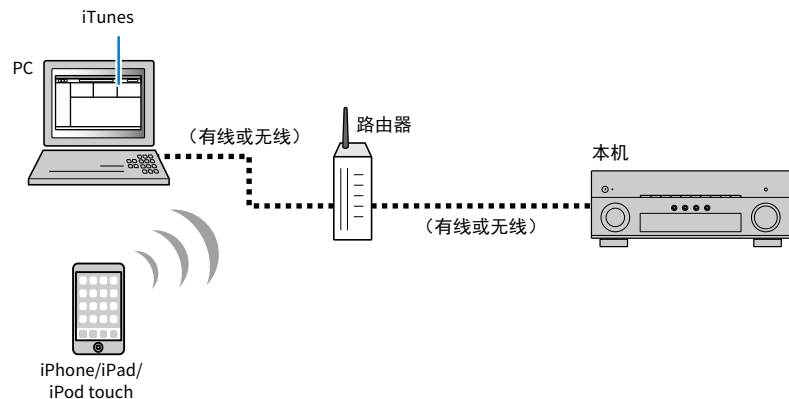 iTunes
PC
（有线或无线）
路由器
本机
（有线或无线）
iPhone/iPad/
iPod touch